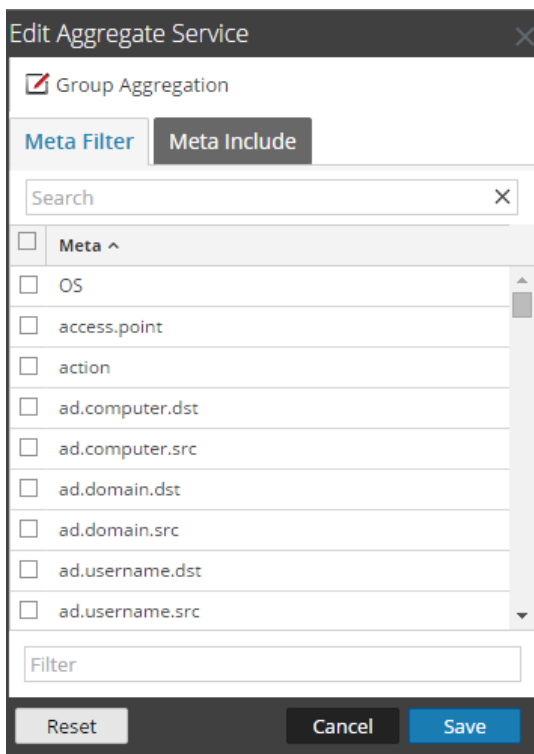 Edit Aggregate Service
Group Aggregation
Meta Filter Meta Include
Search
Meta
OS
access.point
action
ad.computer.dst
ad.computer.src
ad.domain.dst
ad.domain.src
ad.username.dst
ad.username.src
Filter
Reset Cancel Save